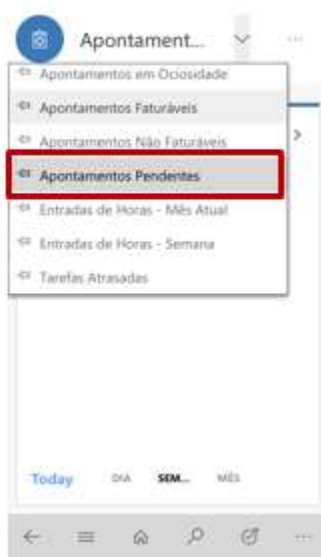 Apontament...
Apontamentos em Ociosidade
Apontamentos Faturáveis
Apontamentos Não Faturáveis
Apontamentos Pendentes
Entradas de Horas - Mês Atual
Entradas de Horas - Semana
Tarefas Atrasadas
Today DIA SEM... MÊS